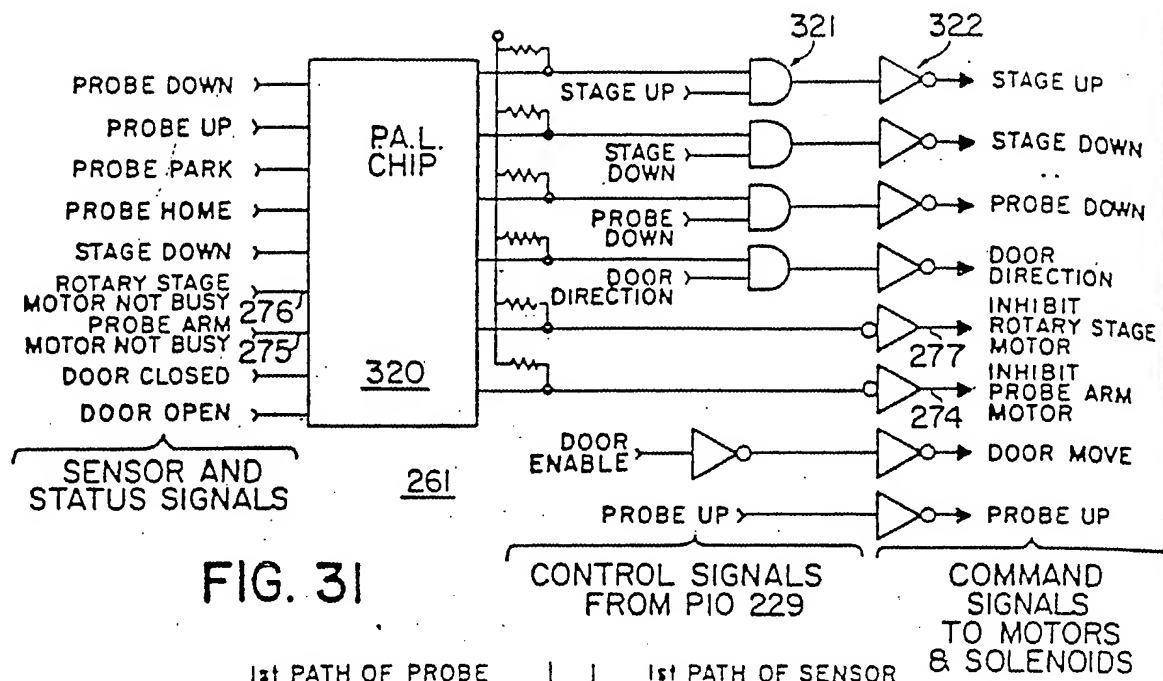 321
322
PROBE DOWN
PROBE UP
PROBE PARK
PROBE HOME
STAGE DOWN
ROTARY STAGE
MOTOR NOT BUSY
276
PROBE ARM
MOTOR NOT BUSY
275
DOOR CLOSED
DOOR OPEN
SENSOR AND
STATUS SIGNALS
P.A.L.
CHIP
320
261
STAGE UP
STAGE
DOWN
PROBE
DOWN
DOOR
DIRECTION
DOOR
ENABLE
PROBE UP
CONTROL SIGNALS
FROM PIO 229
STAGE UP
STAGE DOWN
PROBE DOWN
DOOR
DIRECTION
INHIBIT
ROTARY STAGE
MOTOR
277
INHIBIT
PROBE ARM
MOTOR
274
DOOR MOVE
PROBE UP
COMMAND
SIGNALS
TO MOTORS
& SOLENOIDS
FIG. 31
1st PATH OF PROBE
1st PATH OF SENSOR